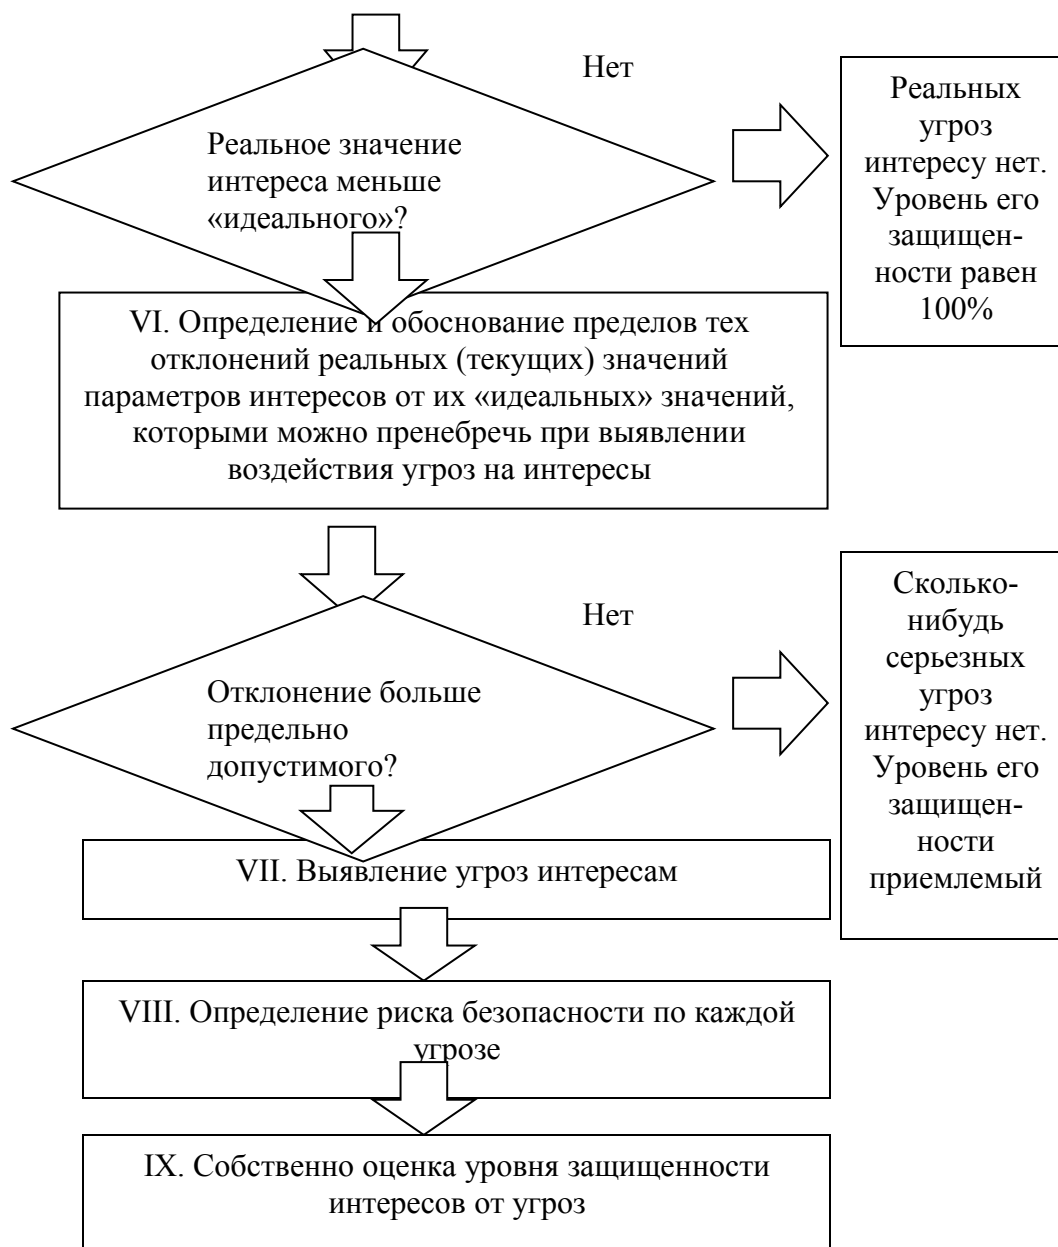 Нет
Реальных
угроз
интересу нет.
Уровень его
защищен-
ности равен
100%
Реальное значение
интереса меньше
«идеального»?
VI. Определение и обоснование пределов тех
отклонений реальных (текущих) значений
параметров интересов от их «идеальных» значений,
которыми можно пренебречь при выявлении
воздействия угроз на интересы
Нет
Сколько-
нибудь
серьезных
угроз
интересу нет.
Уровень его
защищен-
ности
приемлемый
Отклонение больше
предельно
допустимого?
VII. Выявление угроз интересам
VIII. Определение риска безопасности по каждой
угрозе
IX. Собственно оценка уровня защищенности
интересов от угроз